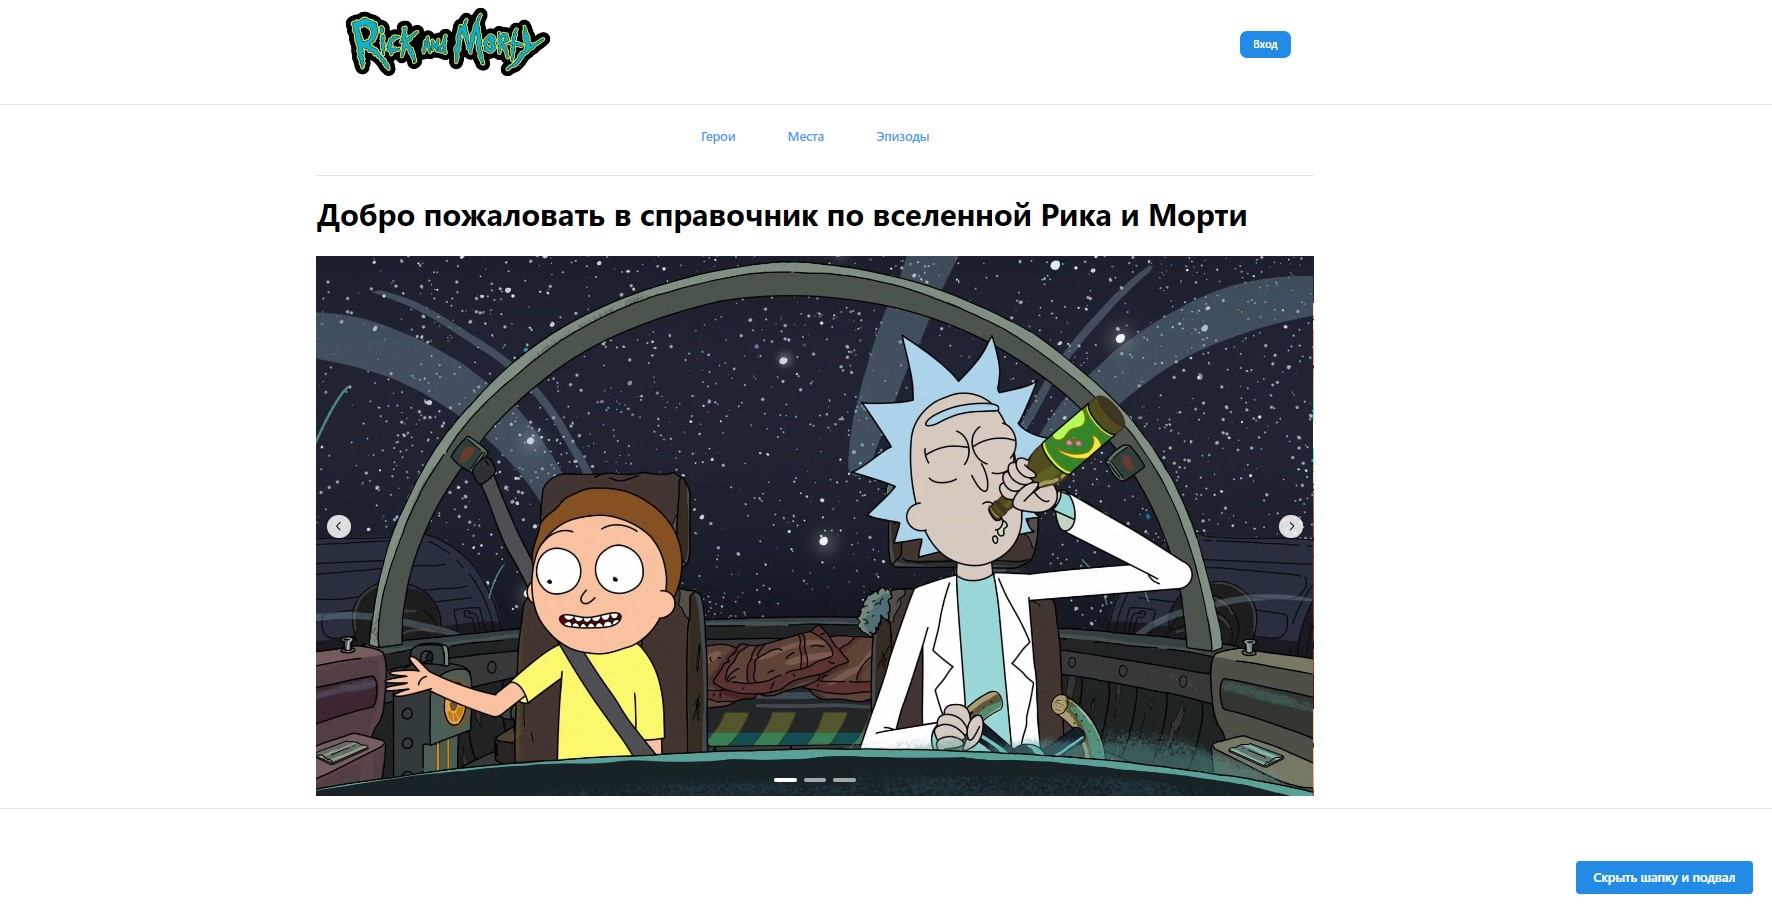 Rick and Morty
Вход
Герои Места Эпизоды
Добро пожаловать в справочник по вселенной Рика и Морти
Скрыть шапку и подвал